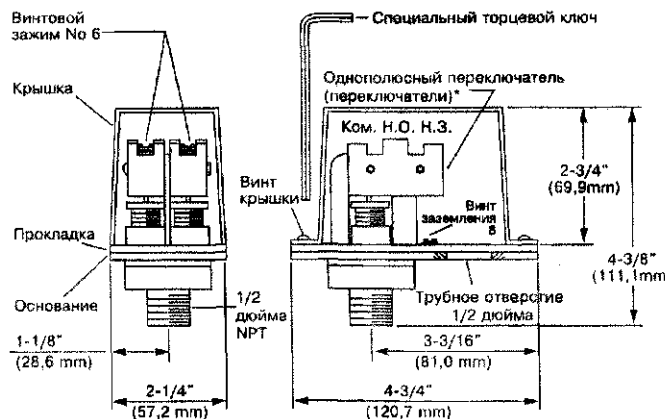 Винтовой
зажим No 6
Крышка
Прокладка
Основание
1-1/8"
(28,6 mm)
2-1/4"
(57,2 mm)
1/2
дюйма
NPT
Специальный торцевой ключ
Однополюсный переключатель
(переключатели)*
Ком. Н.О. Н.З.
Винт
крышки
Винт
заземления
6
Трубное отверстие
1/2 дюйма
2-3/4"
(69,9mm)
4-3/8"
(111,1mm
3-3/16"
(81,0 mm)
4-3/4"
(120,7 mm)